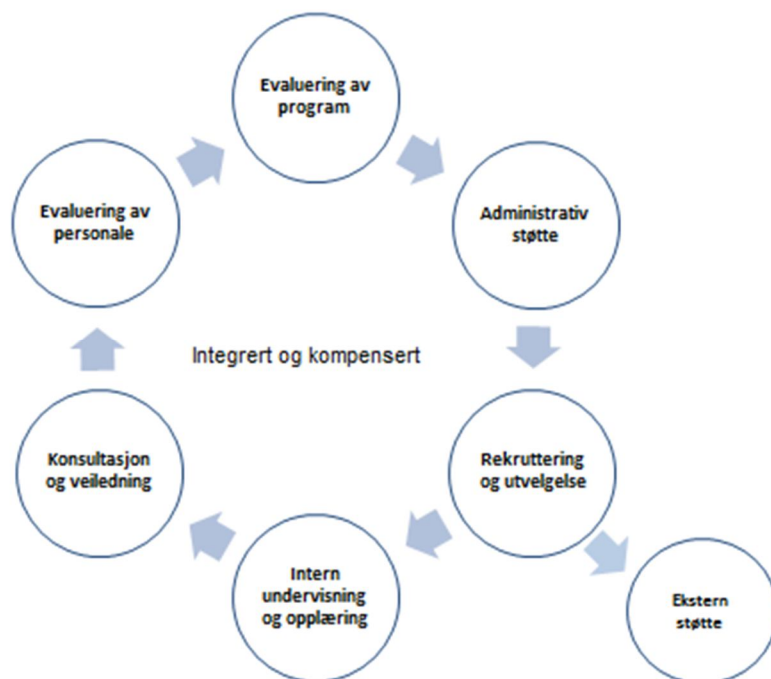 Evaluering av
program
Administrativ
støtte
Rekruttering
og utvelgelse
Ekstern
støtte
Intern
undervisning
og opplæring
Konsultasjon
og veiledning
Evaluering av
personale
Integrert og kompensert